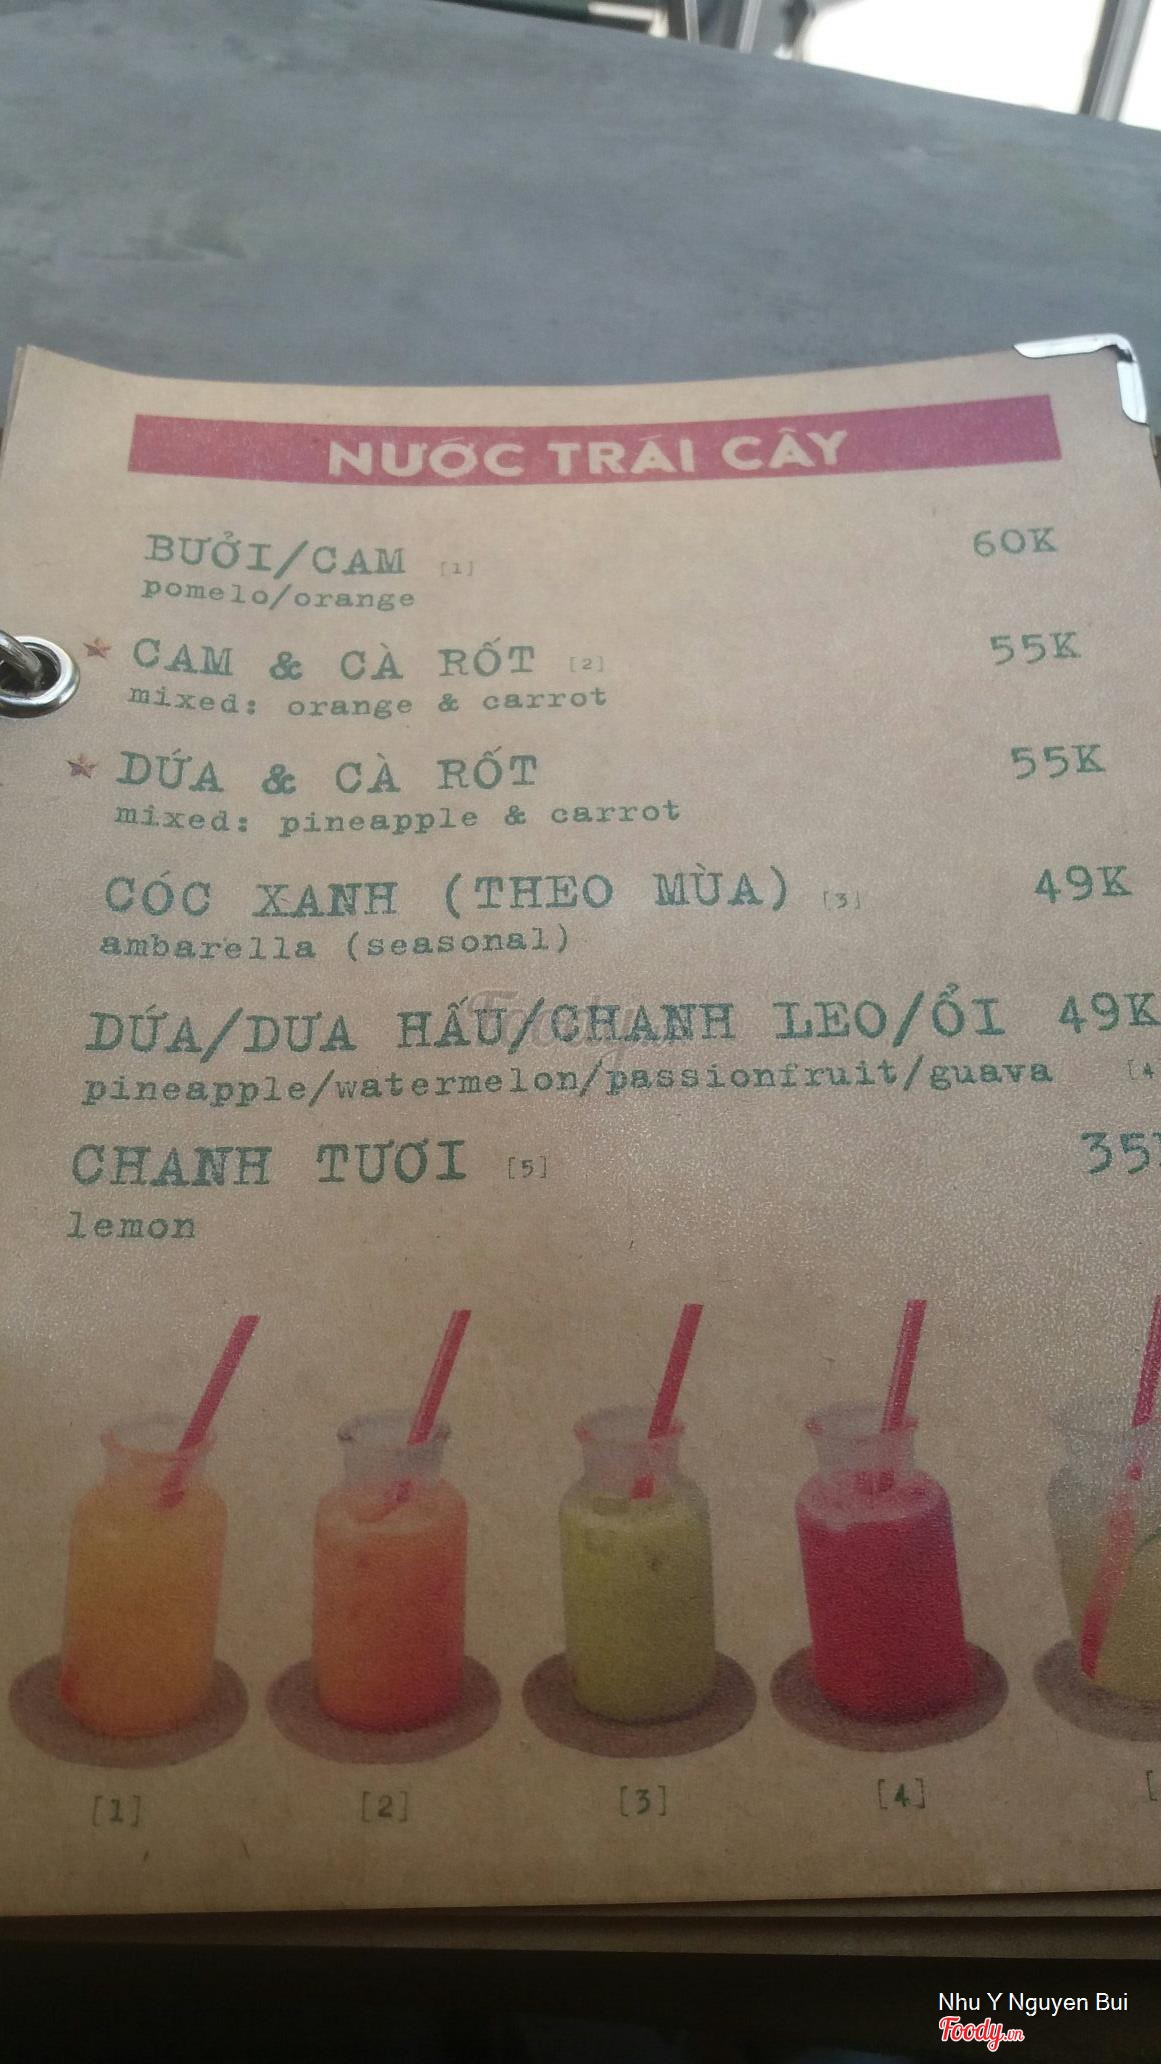 NƯỚC TRÁI CÂY
BƯỞI/CAM [1] 60K
pomelo/orange
★ CAM & CÀ RỐT [2] 55K
mixed: orange & carrot
★ DỨA & CÀ RỐT 55K
mixed: pineapple & carrot
CÓC XANH (THEO MÙA) [3] 49K
ambarella (seasonal)
DỨA/DƯA HẤU/CHANH LEO/ỔI 49K
pineapple/watermelon/passionfruit/guava [4
CHANH TƯƠI [5] 35
lemon
[1] [2] [3] [4] [
Nhu Y Nguyen Bui
Foody.vn